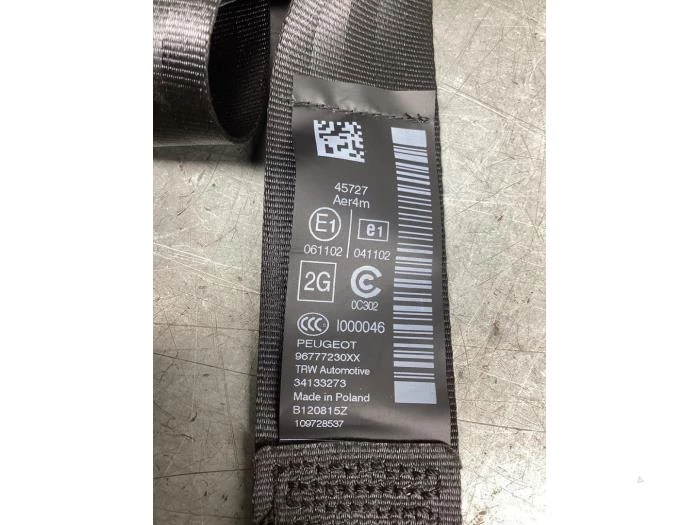 45727
Aer4m
E1 e1
061102 041102
2G C
0C302
CCC I000046
PEUGEOT
96777230XX
TRW Automotive
34133273
Made in Poland
B120815Z
109728537